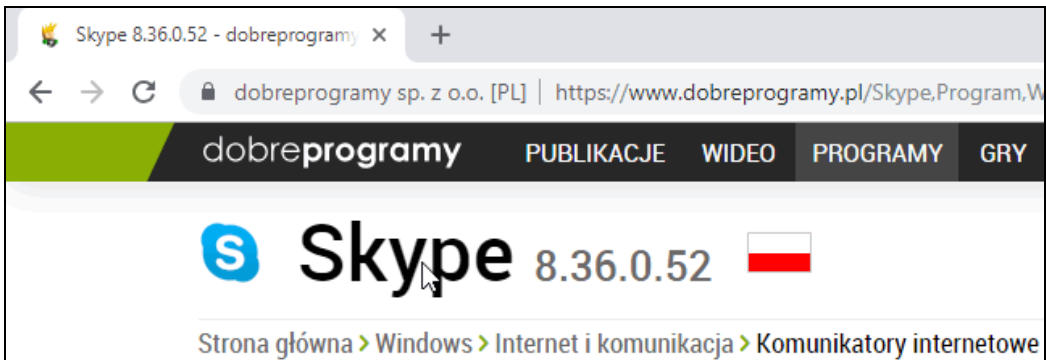 Skype 8.36.0.52 - dobreprogramy
dobreprogramy sp. z o.o. [PL] | https://www.dobreprogramy.pl/Skype,Program,W
dobreprogramy PUBLIKACJE WIDEO PROGRAMY GRY
Skype 8.36.0.52
Strona główna > Windows > Internet i komunikacja > Komunikatory internetowe